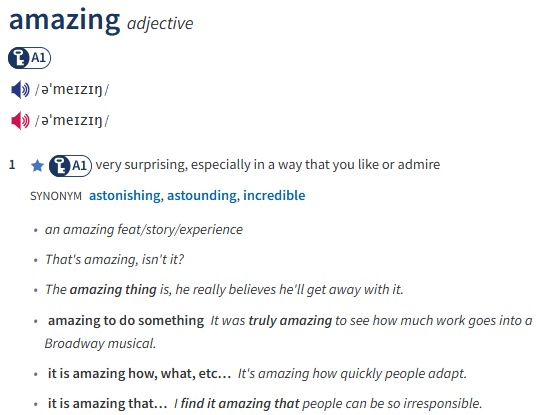 amazing adjective
A1
/əˈmeɪzɪŋ/
/əˈmeɪzɪŋ/
1 A1 very surprising, especially in a way that you like or admire
SYNONYM astonishing, astounding, incredible
• an amazing feat/story/experience
• That's amazing, isn't it?
• The amazing thing is, he really believes he'll get away with it.
• amazing to do something It was truly amazing to see how much work goes into a
Broadway musical.
• it is amazing how, what, etc… It's amazing how quickly people adapt.
• it is amazing that… I find it amazing that people can be so irresponsible.